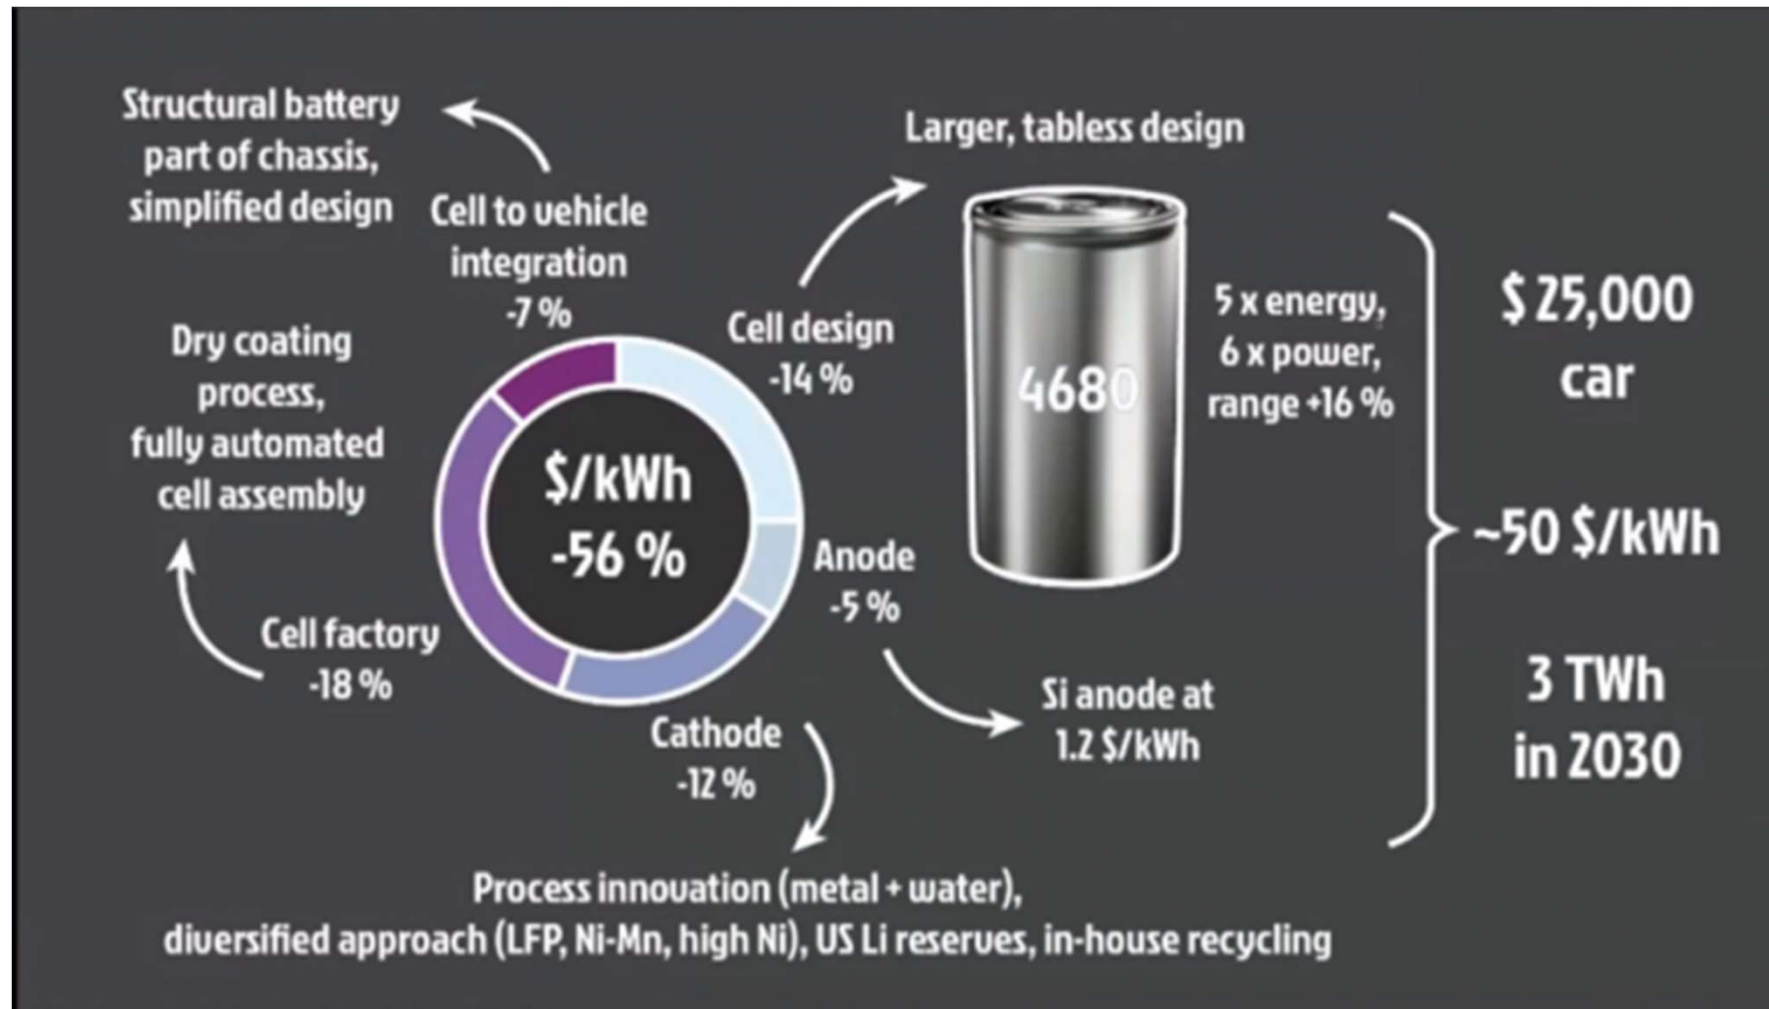 Structural battery
part of chassis,
simplified design
Cell to vehicle
integration
-7 %
Larger, tabless design
Cell design
-14 %
4680
5 x energy,
6 x power,
range +16 %
Dry coating
process,
fully automated
cell assembly
$/kWh
-56 %
Anode
-5 %
Cell factory
-18 %
Si anode at
1.2 $/kWh
Cathode
-12 %
Process innovation (metal + water),
diversified approach (LFP, Ni-Mn, high Ni), US Li reserves, in-house recycling
$ 25,000
car
~50 $/kWh
3 TWh
in 2030